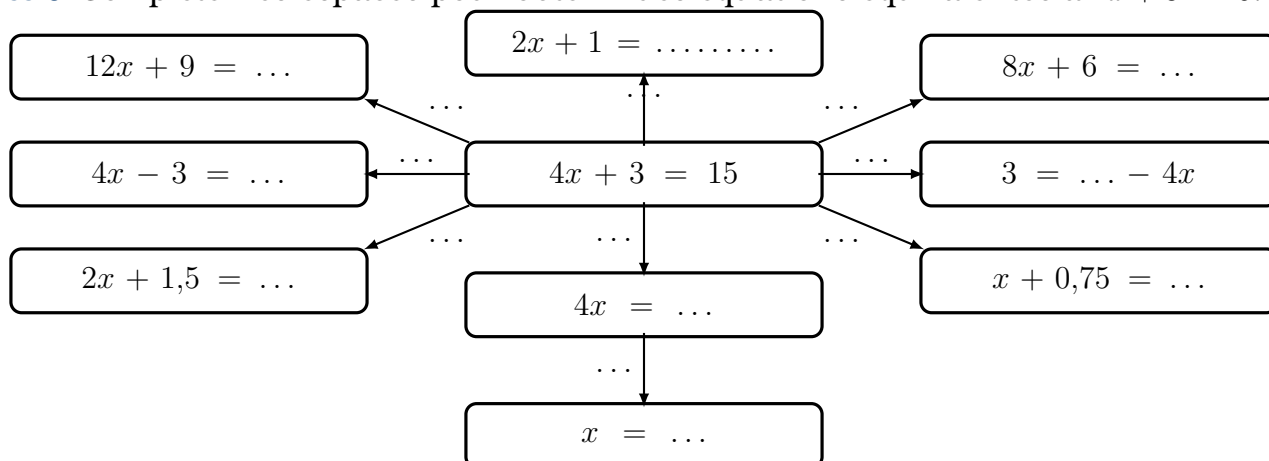 2x + 1 = .........
12x + 9 = ...
8x + 6 = ...
...
...
...
4x − 3 = ...
...
4x + 3 = 15
...
3 = ... − 4x
...
...
...
2x + 1,5 = ...
4x = ...
x + 0,75 = ...
...
x = ...